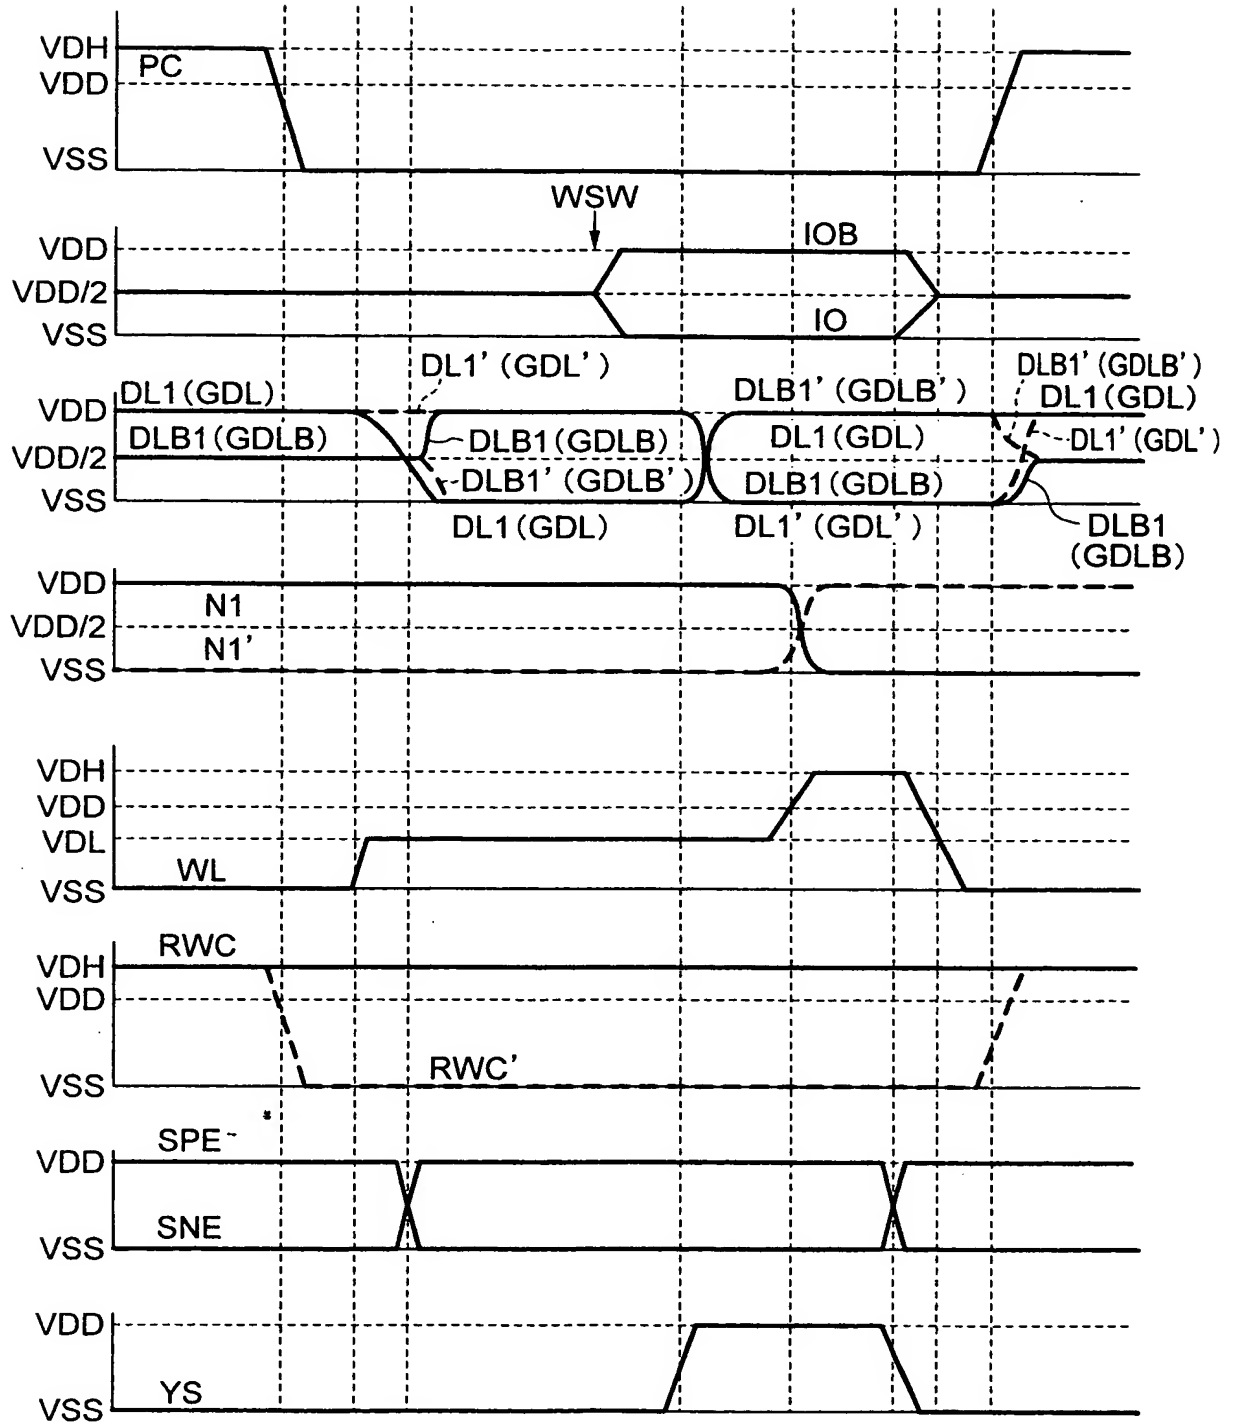 VDH
PC
VDD
VSS
WSW
VDD
IOB
VDD/2
VSS
IO
DL1' (GDL')
DLB1' (GDLB')
DL1 (GDL)
DLB1' (GDLB')
DL1 (GDL)
VDD
DLB1 (GDLB)
DLB1 (GDLB)
DL1 (GDL)
DL1' (GDL')
VDD/2
DLB1' (GDLB')
DLB1 (GDLB)
VSS
DL1 (GDL)
DL1' (GDL')
DLB1
(GDLB)
VDD
N1
VDD/2
N1'
VSS
VDH
VDD
VDL
WL
VSS
RWC
VDH
VDD
RWC'
VSS
SPE
VDD
SNE
VSS
VDD
YS
VSS